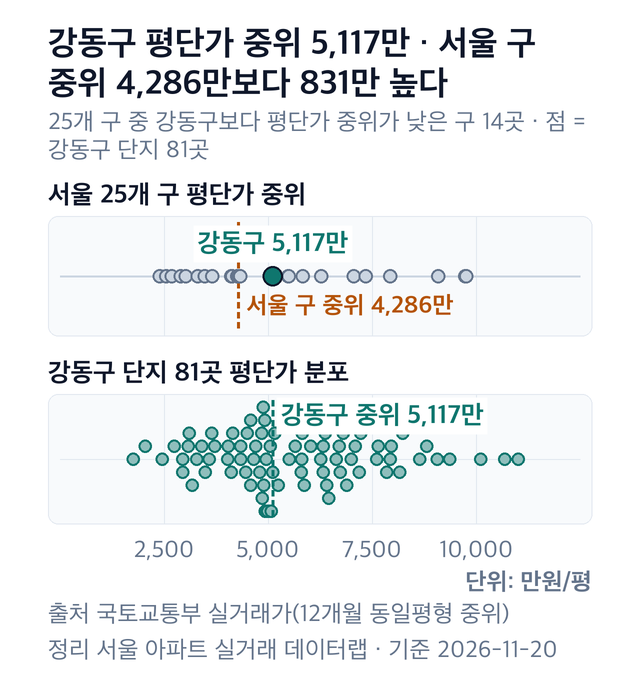 강동구 평단가 중위 5,117만 · 서울 구
중위 4,286만보다 831만 높다
25개 구 중 강동구보다 평단가 중위가 낮은 구 14곳 · 점 =
강동구 단지 81곳
서울 25개 구 평단가 중위
강동구 5,117만
서울 구 중위 4,286만
강동구 단지 81곳 평단가 분포
강동구 중위 5,117만
2,500 5,000 7,500 10,000
단위: 만원/평
출처 국토교통부 실거래가(12개월 동일평형 중위)
정리 서울 아파트 실거래 데이터랩 · 기준 2026-11-20